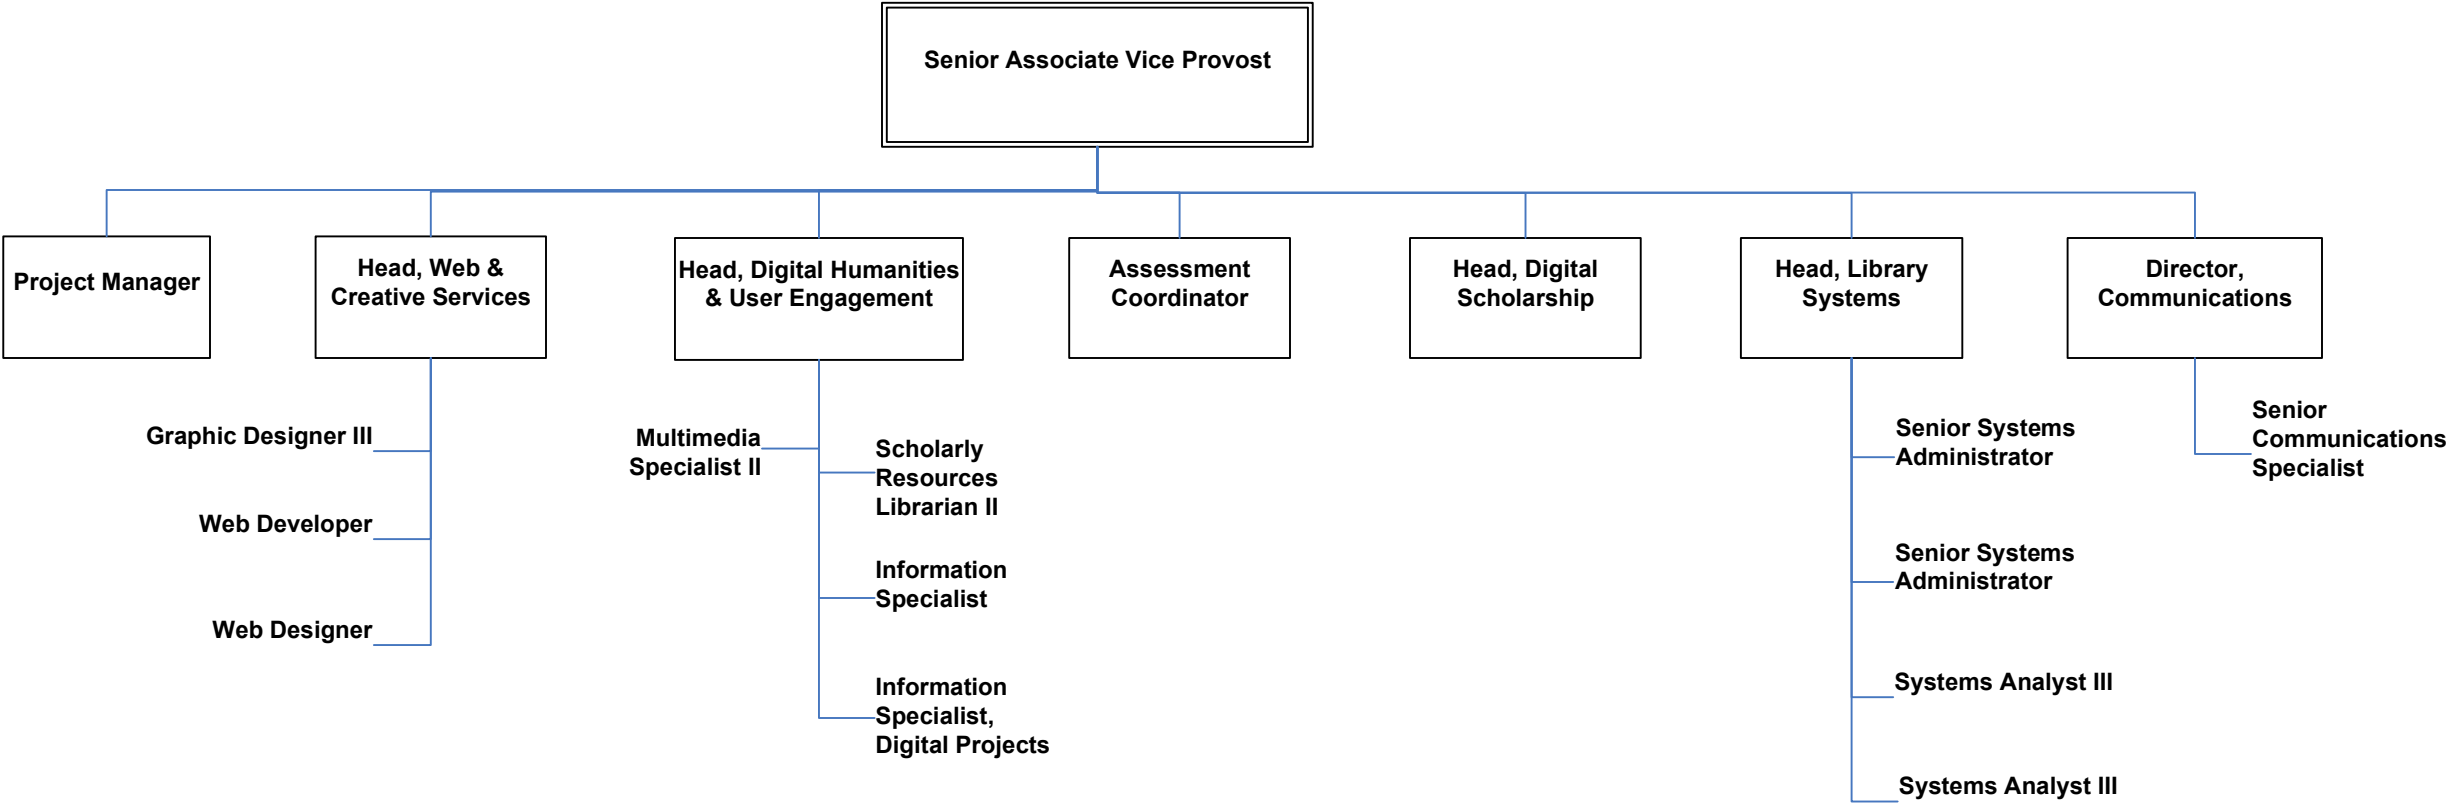 Senior Associate Vice Provost
Project Manager
Head, Web &
Creative Services
Head, Digital Humanities
& User Engagement
Assessment
Coordinator
Head, Digital
Scholarship
Head, Library
Systems
Director,
Communications
Graphic Designer III
Web Developer
Web Designer
Multimedia
Specialist II
Scholarly
Resources
Librarian II
Information
Specialist
Information
Specialist,
Digital Projects
Senior Systems
Administrator
Senior Systems
Administrator
Systems Analyst III
Systems Analyst III
Senior
Communications
Specialist